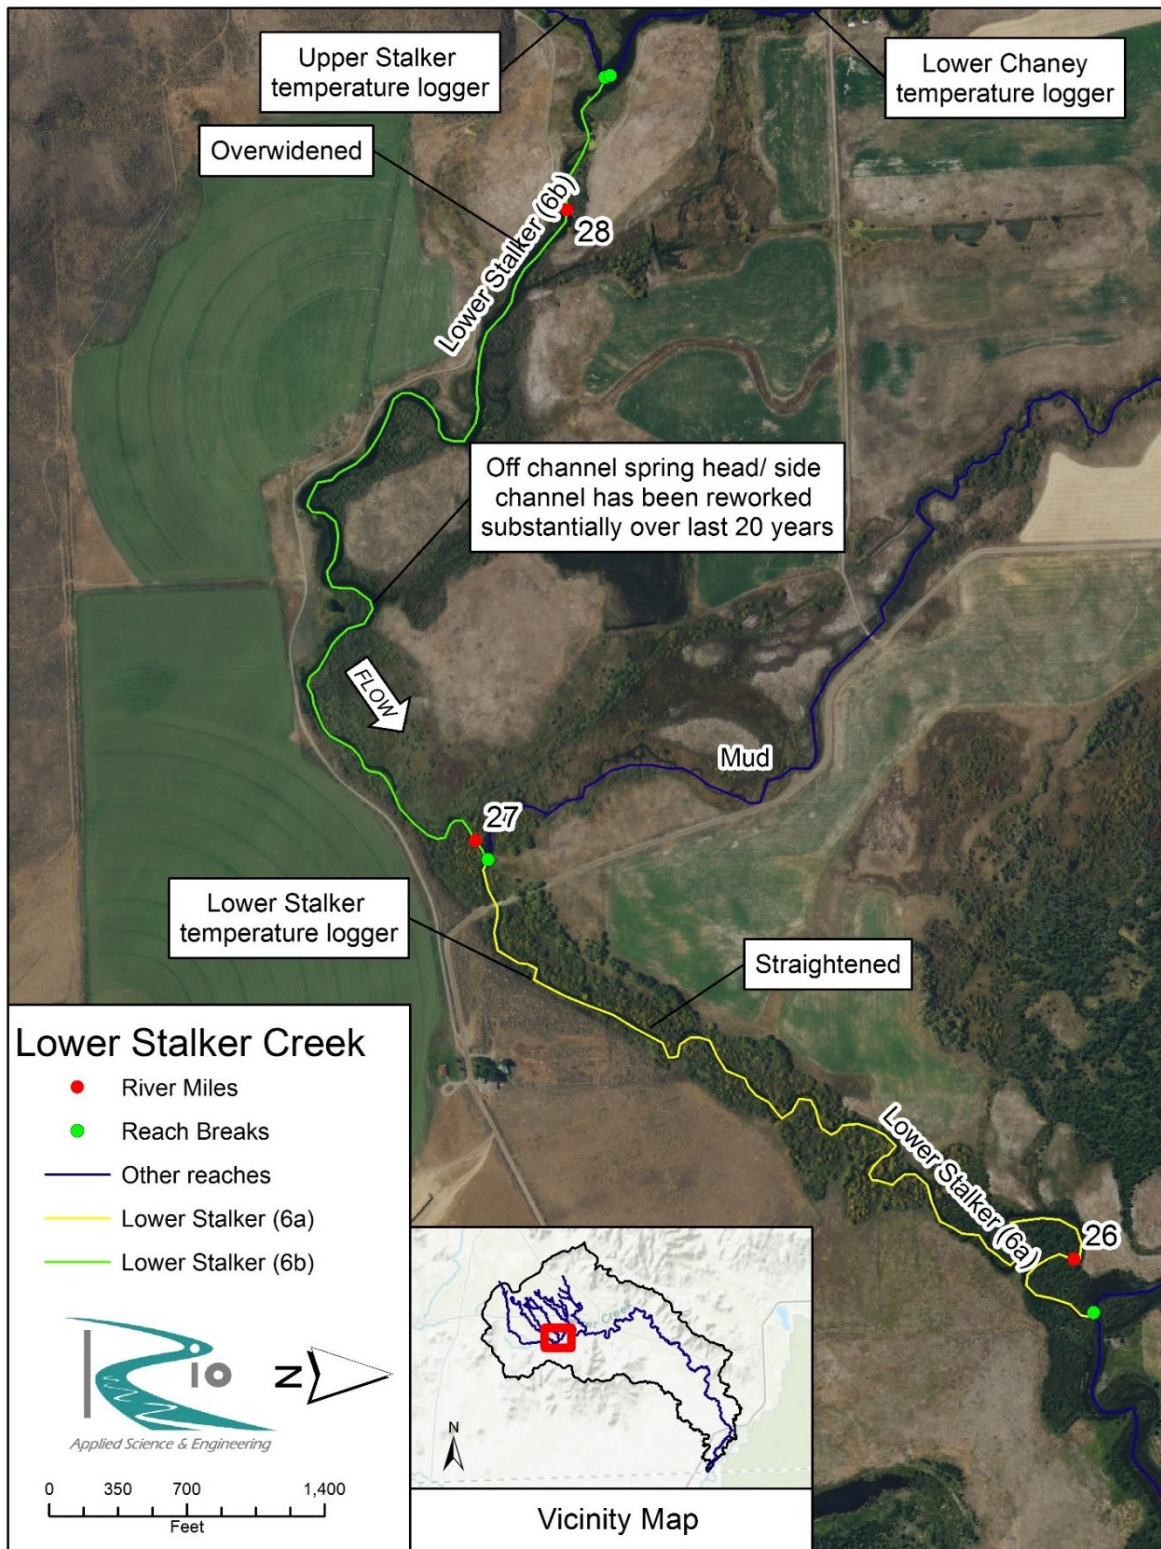 Upper Stalker
temperature logger
Lower Chaney
temperature logger
Overwidened
Lower Stalker (6b)
28
Off channel spring head/ side
channel has been reworked
substantially over last 20 years
FLOW
Mud
27
Lower Stalker
temperature logger
Straightened
Lower Stalker (6a)
26
Lower Stalker Creek
River Miles
Reach Breaks
Other reaches
Lower Stalker (6a)
Lower Stalker (6b)
Rio
Applied Science & Engineering
N
0 350 700 1,400
Feet
Creek
N
Vicinity Map